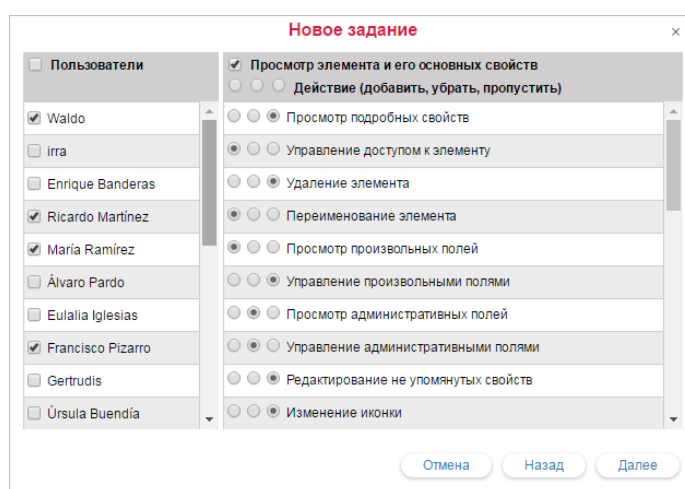 Новое задание
×
Пользователи
Просмотр элемента и его основных свойств
Действие (добавить, убрать, пропустить)
Waldo
Просмотр подробных свойств
irra
Управление доступом к элементу
Enrique Banderas
Удаление элемента
Ricardo Martínez
Переименование элемента
María Ramírez
Просмотр произвольных полей
Álvaro Pardo
Управление произвольными полями
Eulalia Iglesias
Просмотр административных полей
Francisco Pizarro
Управление административными полями
Gertrudis
Редактирование не упомянутых свойств
Úrsula Buendía
Изменение иконки
Отмена
Назад
Далее